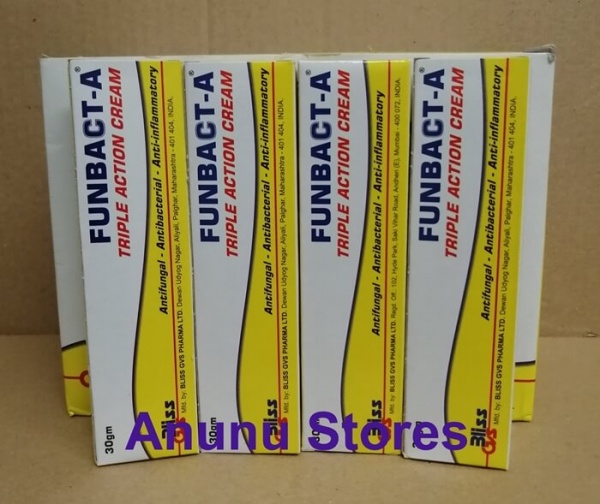 FUNBACT-A®
TRIPLE ACTION CREAM
Antifungal - Antibacterial - Anti-inflammatory
30gm
Bliss
GVS
Mfd. by: BLISS GVS PHARMA LTD. Dewan Udyog Nagar, Aliyali, Palghar, Maharashtra - 401 404, INDIA.
FUNBACT-A®
TRIPLE ACTION CREAM
Antifungal - Antibacterial - Anti-inflammatory
30gm
Mfd. by: BLISS GVS PHARMA LTD. Dewan Udyog Nagar, Aliyali, Palghar, Maharashtra - 401 404, INDIA.
FUNBACT-A®
TRIPLE ACTION CREAM
Antifungal - Antibacterial - Anti-inflammatory
Mfd. by: BLISS GVS PHARMA LTD. Regd. Off.: 102, Hyde Park, Saki Vihar Road, Andheri (E), Mumbai - 400 072, INDIA.
FUNBACT-A®
TRIPLE ACTION CREAM
Antifungal - Antibacterial - Anti-inflammatory
Bliss
GVS
Mfd. by: BLISS GVS PHARMA LTD. Dewan Udyog Nagar, Aliyali, Palghar, Maharashtra - 401 404, INDIA.
Anunu Stores